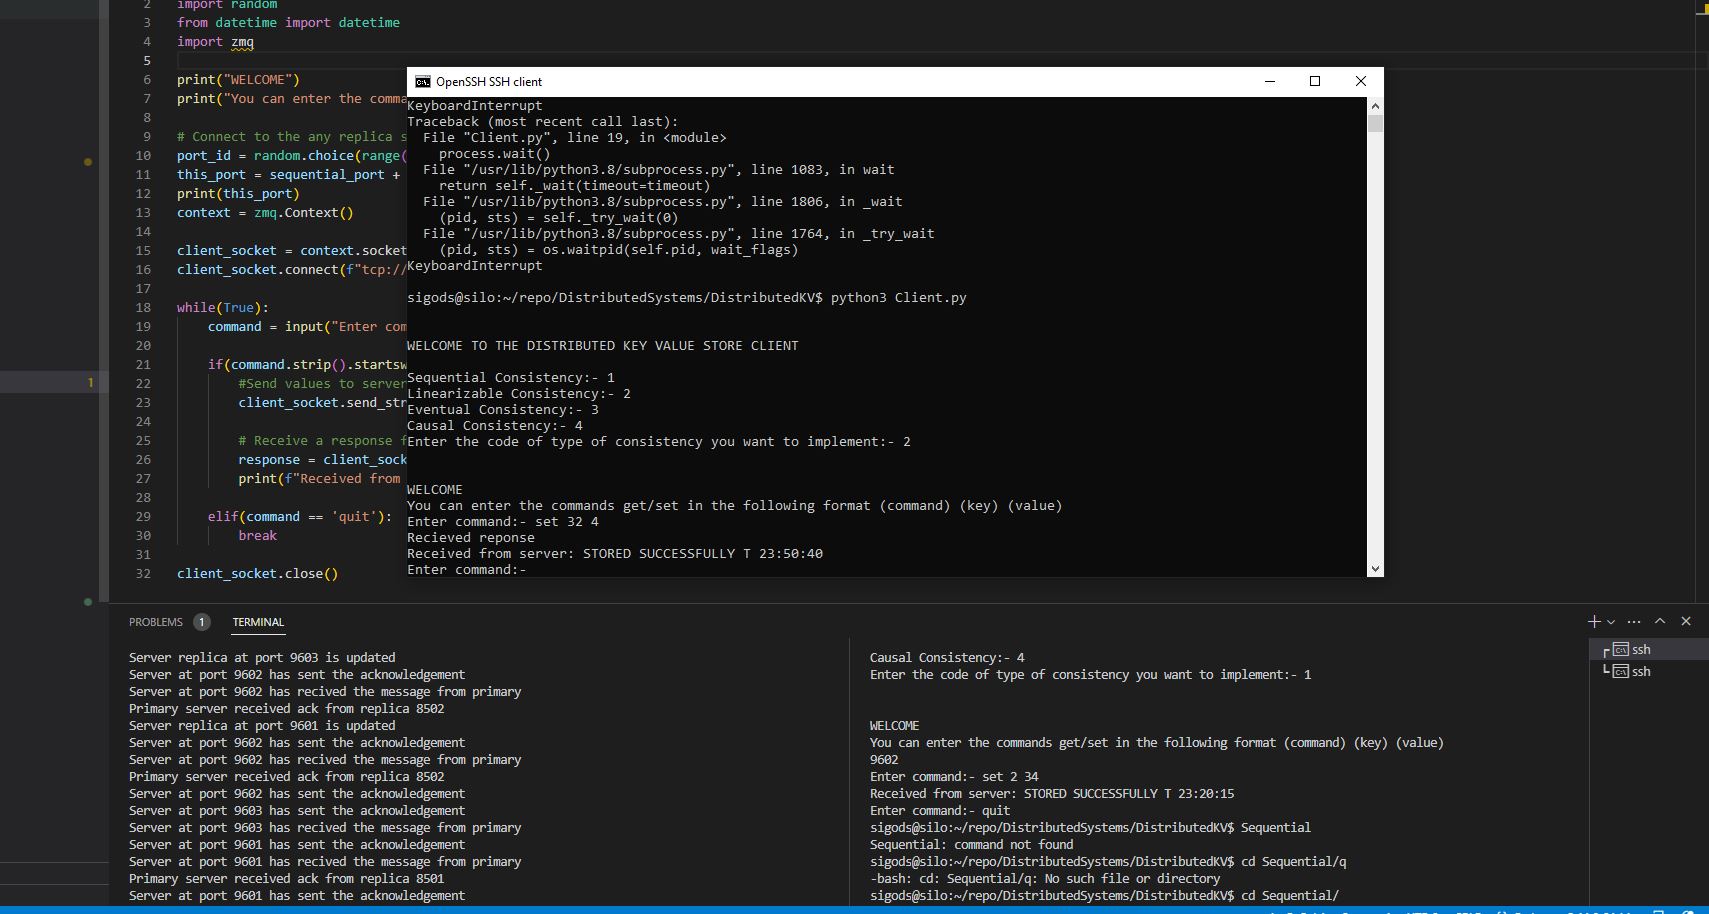 2 import random
3 from datetime import datetime
4 import zmq
5
6 print("WELCOME")
7 print("You can enter the comma
8
9 # Connect to the any replica s
10 port_id = random.choice(range(
11 this_port = sequential_port +
12 print(this_port)
13 context = zmq.Context()
14
15 client_socket = context.socket
16 client_socket.connect(f"tcp://
17
18 while(True):
19 command = input("Enter com
20
21 if(command.strip().startsw
22 #Send values to server
23 client_socket.send_str
24
25 # Receive a response f
26 response = client_sock
27 print(f"Received from
28
29 elif(command == 'quit'):
30 break
31
32 client_socket.close()
1
OpenSSH SSH client
KeyboardInterrupt
Traceback (most recent call last):
File "Client.py", line 19, in <module>
process.wait()
File "/usr/lib/python3.8/subprocess.py", line 1083, in wait
return self._wait(timeout=timeout)
File "/usr/lib/python3.8/subprocess.py", line 1806, in _wait
(pid, sts) = self._try_wait(0)
File "/usr/lib/python3.8/subprocess.py", line 1764, in _try_wait
(pid, sts) = os.waitpid(self.pid, wait_flags)
KeyboardInterrupt
sigods@silo:~/repo/DistributedSystems/DistributedKV$ python3 Client.py
WELCOME TO THE DISTRIBUTED KEY VALUE STORE CLIENT
Sequential Consistency:- 1
Linearizable Consistency:- 2
Eventual Consistency:- 3
Causal Consistency:- 4
Enter the code of type of consistency you want to implement:- 2
WELCOME
You can enter the commands get/set in the following format (command) (key) (value)
Enter command:- set 32 4
Recieved reponse
Received from server: STORED SUCCESSFULLY T 23:50:40
Enter command:-
PROBLEMS 1 TERMINAL
Server replica at port 9603 is updated
Server at port 9602 has sent the acknowledgement
Server at port 9602 has recived the message from primary
Primary server received ack from replica 8502
Server replica at port 9601 is updated
Server at port 9602 has sent the acknowledgement
Server at port 9602 has recived the message from primary
Primary server received ack from replica 8502
Server at port 9602 has sent the acknowledgement
Server at port 9603 has sent the acknowledgement
Server at port 9603 has recived the message from primary
Server at port 9601 has sent the acknowledgement
Server at port 9601 has recived the message from primary
Primary server received ack from replica 8501
Server at port 9601 has sent the acknowledgement
Causal Consistency:- 4
Enter the code of type of consistency you want to implement:- 1
WELCOME
You can enter the commands get/set in the following format (command) (key) (value)
9602
Enter command:- set 2 34
Received from server: STORED SUCCESSFULLY T 23:20:15
Enter command:- quit
sigods@silo:~/repo/DistributedSystems/DistributedKV$ Sequential
Sequential: command not found
sigods@silo:~/repo/DistributedSystems/DistributedKV$ cd Sequential/q
-bash: cd: Sequential/q: No such file or directory
sigods@silo:~/repo/DistributedSystems/DistributedKV$ cd Sequential/
ssh
ssh